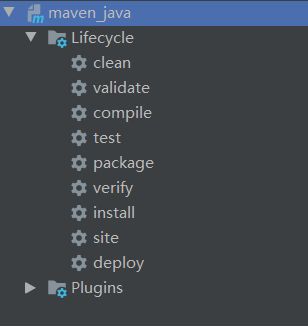 maven_java
Lifecycle
clean
validate
compile
test
package
verify
install
site
deploy
Plugins